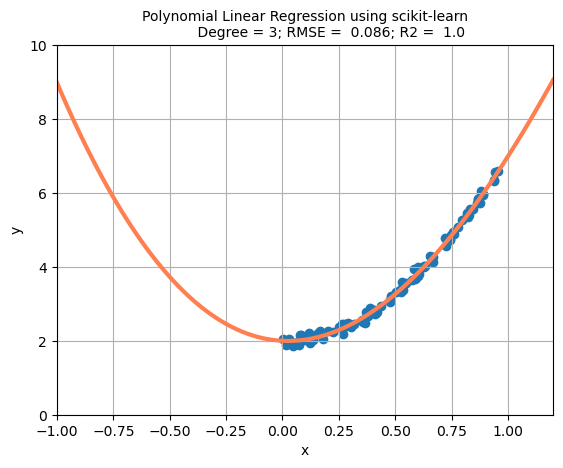 Polynomial Linear Regression using scikit-learn
Degree = 3; RMSE = 0.086; R2 = 1.0
10
8
6
4
2
0
y
−1.00 −0.75 −0.50 −0.25 0.00 0.25 0.50 0.75 1.00
x